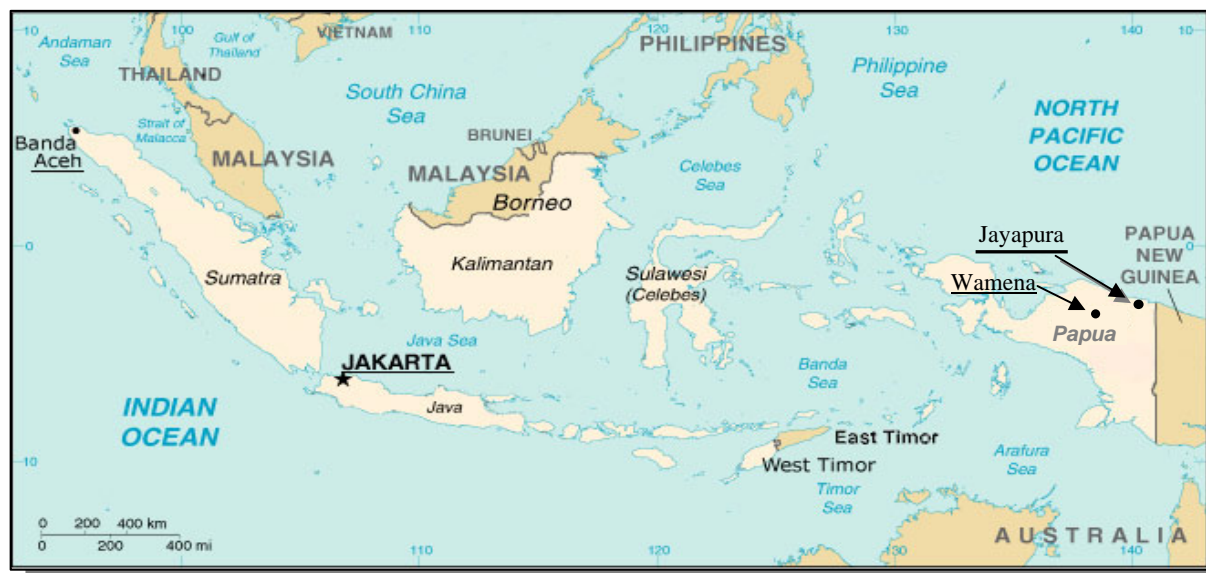 10
100
110
120
130
140
10
Andaman
Sea
Gulf of
Thailand
VIETNAM
PHILIPPINES
THAILAND
South China
Sea
Philippine
Sea
NORTH
PACIFIC
OCEAN
Strait of
Malacca
BRUNEI
Banda
Aceh
MALAYSIA
MALAYSIA
Celebes
Sea
Borneo
Jayapura
PAPUA
NEW
GUINEA
0
0
Sumatra
Kalimantan
Sulawesi
(Celebes)
Wamena
Papua
Java Sea
JAKARTA
Banda
Sea
INDIAN
OCEAN
Java
East Timor
West Timor
Arafura
Sea
10
Timor
Sea
0 200 400 km
0 200 400 mi
110
120
130
140
AUSTRALIA